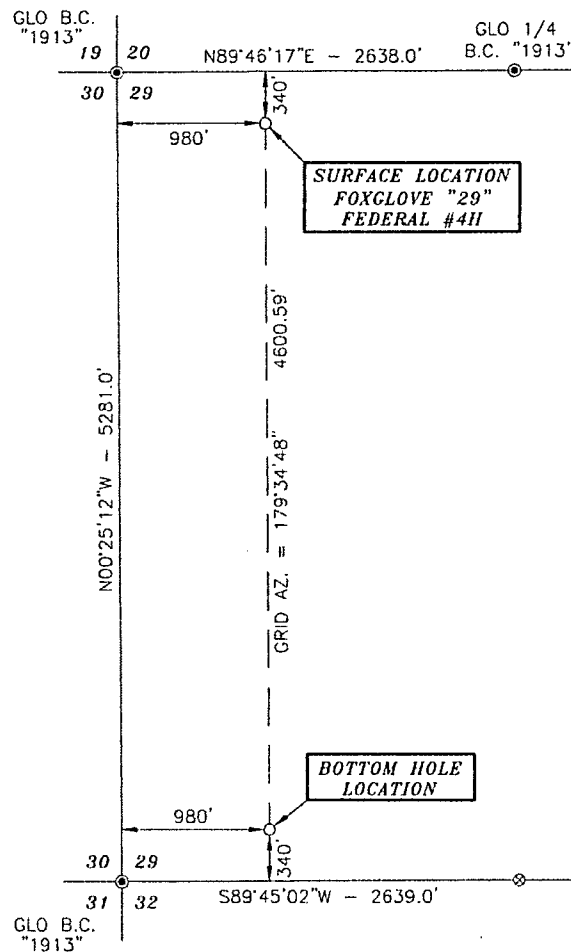 GLO B.C.
"1913"
19 20
30 29
N89°46'17"E - 2638.0'
GLO 1/4
B.C. "1913"
340'
980'
SURFACE LOCATION
FOXGLOVE "29"
FEDERAL #4H
4600.59'
N00°25'12"W - 5281.0'
GRID AZ. = 179°34'48"
BOTTOM HOLE
LOCATION
980'
340'
30 29
31 32
S89°45'02"W - 2639.0'
GLO B.C.
"1913"